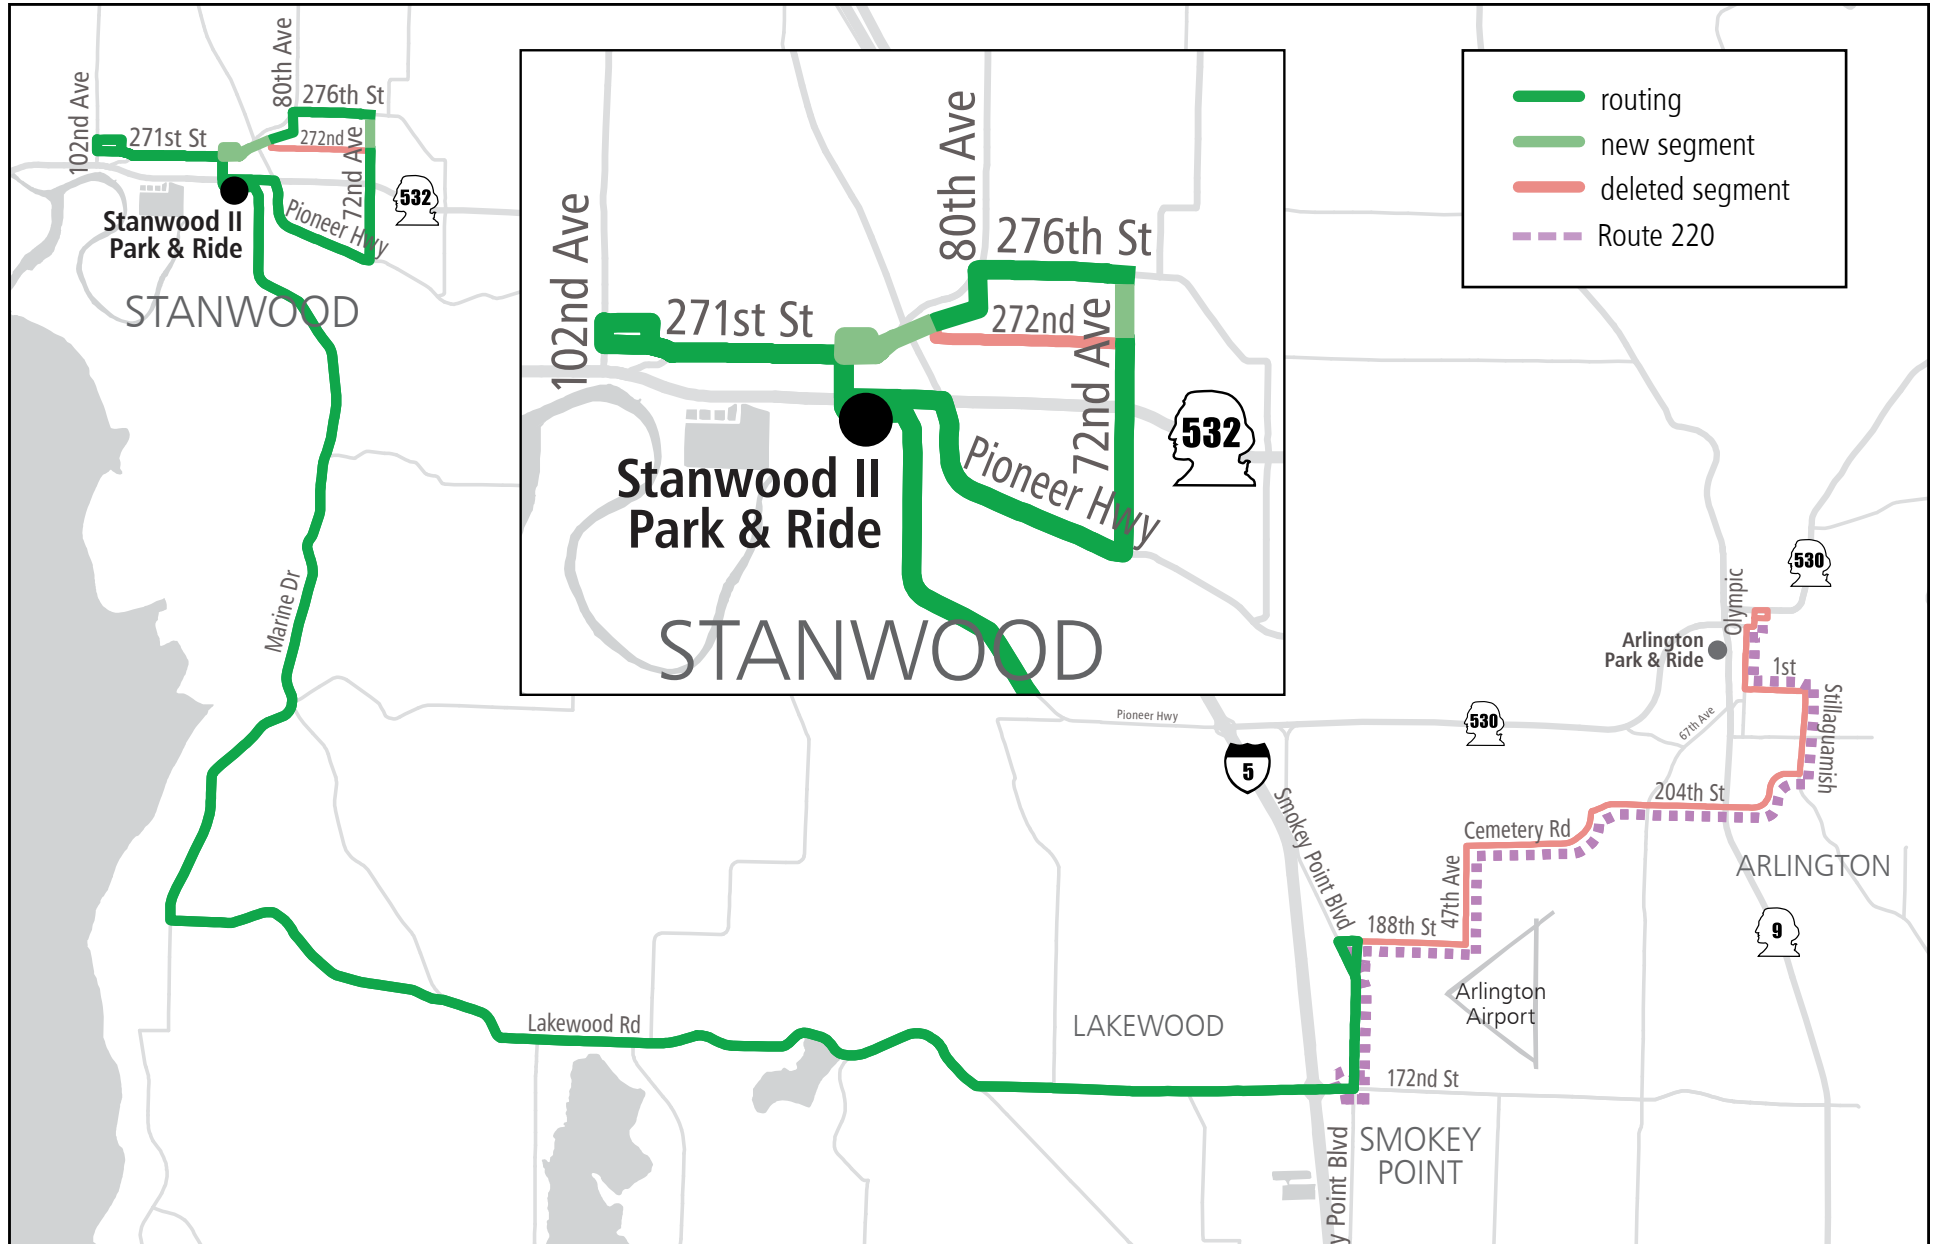 102nd Ave
80th Ave
276th St
271st St
272nd
72nd Ave
532
Pioneer Hwy
Stanwood II
Park & Ride
STANWOOD
Marine Dr
102nd Ave
80th Ave
276th St
271st St
272nd
72nd Ave
532
Pioneer Hwy
Stanwood II
Park & Ride
STANWOOD
routing
new segment
deleted segment
Route 220
530
Olympic
Arlington
Park & Ride
1st
Stillaguamish
67th Ave
Pioneer Hwy
530
5
Smokey Point Blvd
204th St
Cemetery Rd
47th Ave
188th St
ARLINGTON
9
Arlington
Airport
Lakewood Rd
LAKEWOOD
172nd St
SMOKEY
POINT
y Point Blvd